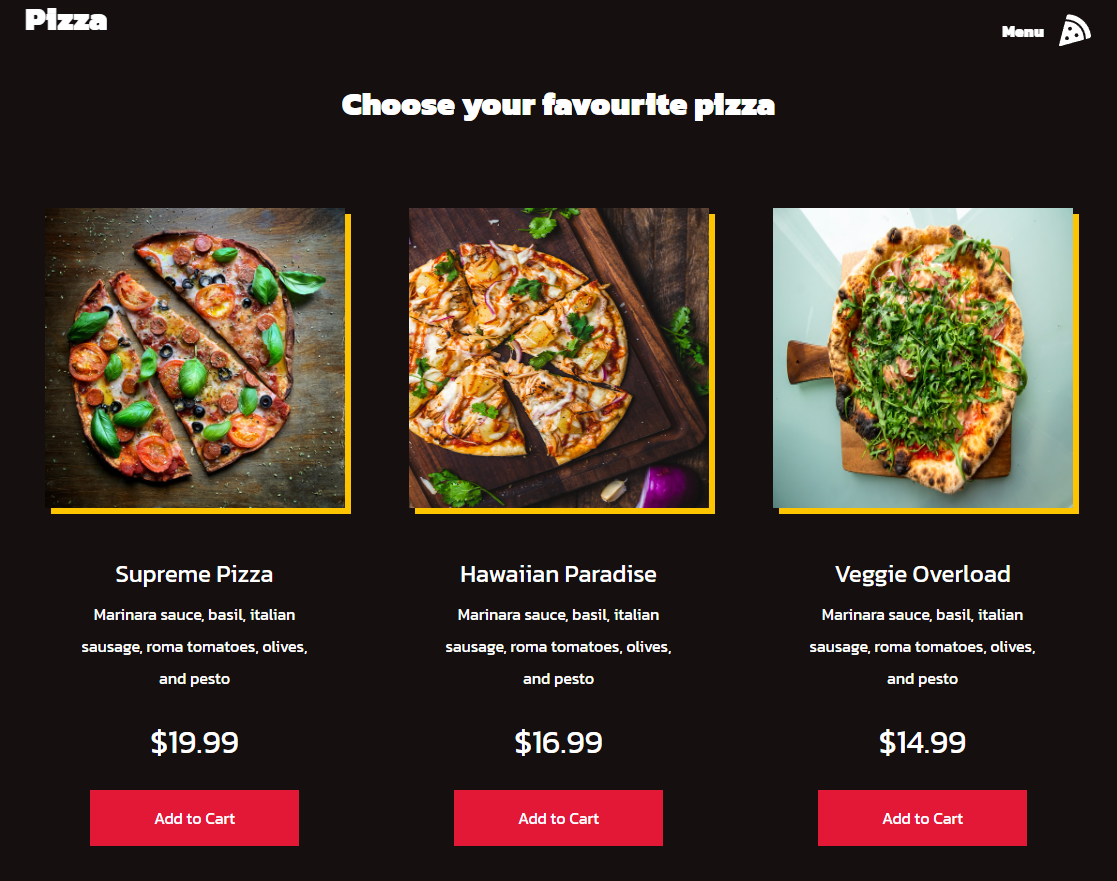 Pizza
Menu
Choose your favourite pizza
Supreme Pizza
Marinara sauce, basil, italian
sausage, roma tomatoes, olives,
and pesto
$19.99
Add to Cart
Hawaiian Paradise
Marinara sauce, basil, italian
sausage, roma tomatoes, olives,
and pesto
$16.99
Add to Cart
Veggie Overload
Marinara sauce, basil, italian
sausage, roma tomatoes, olives,
and pesto
$14.99
Add to Cart